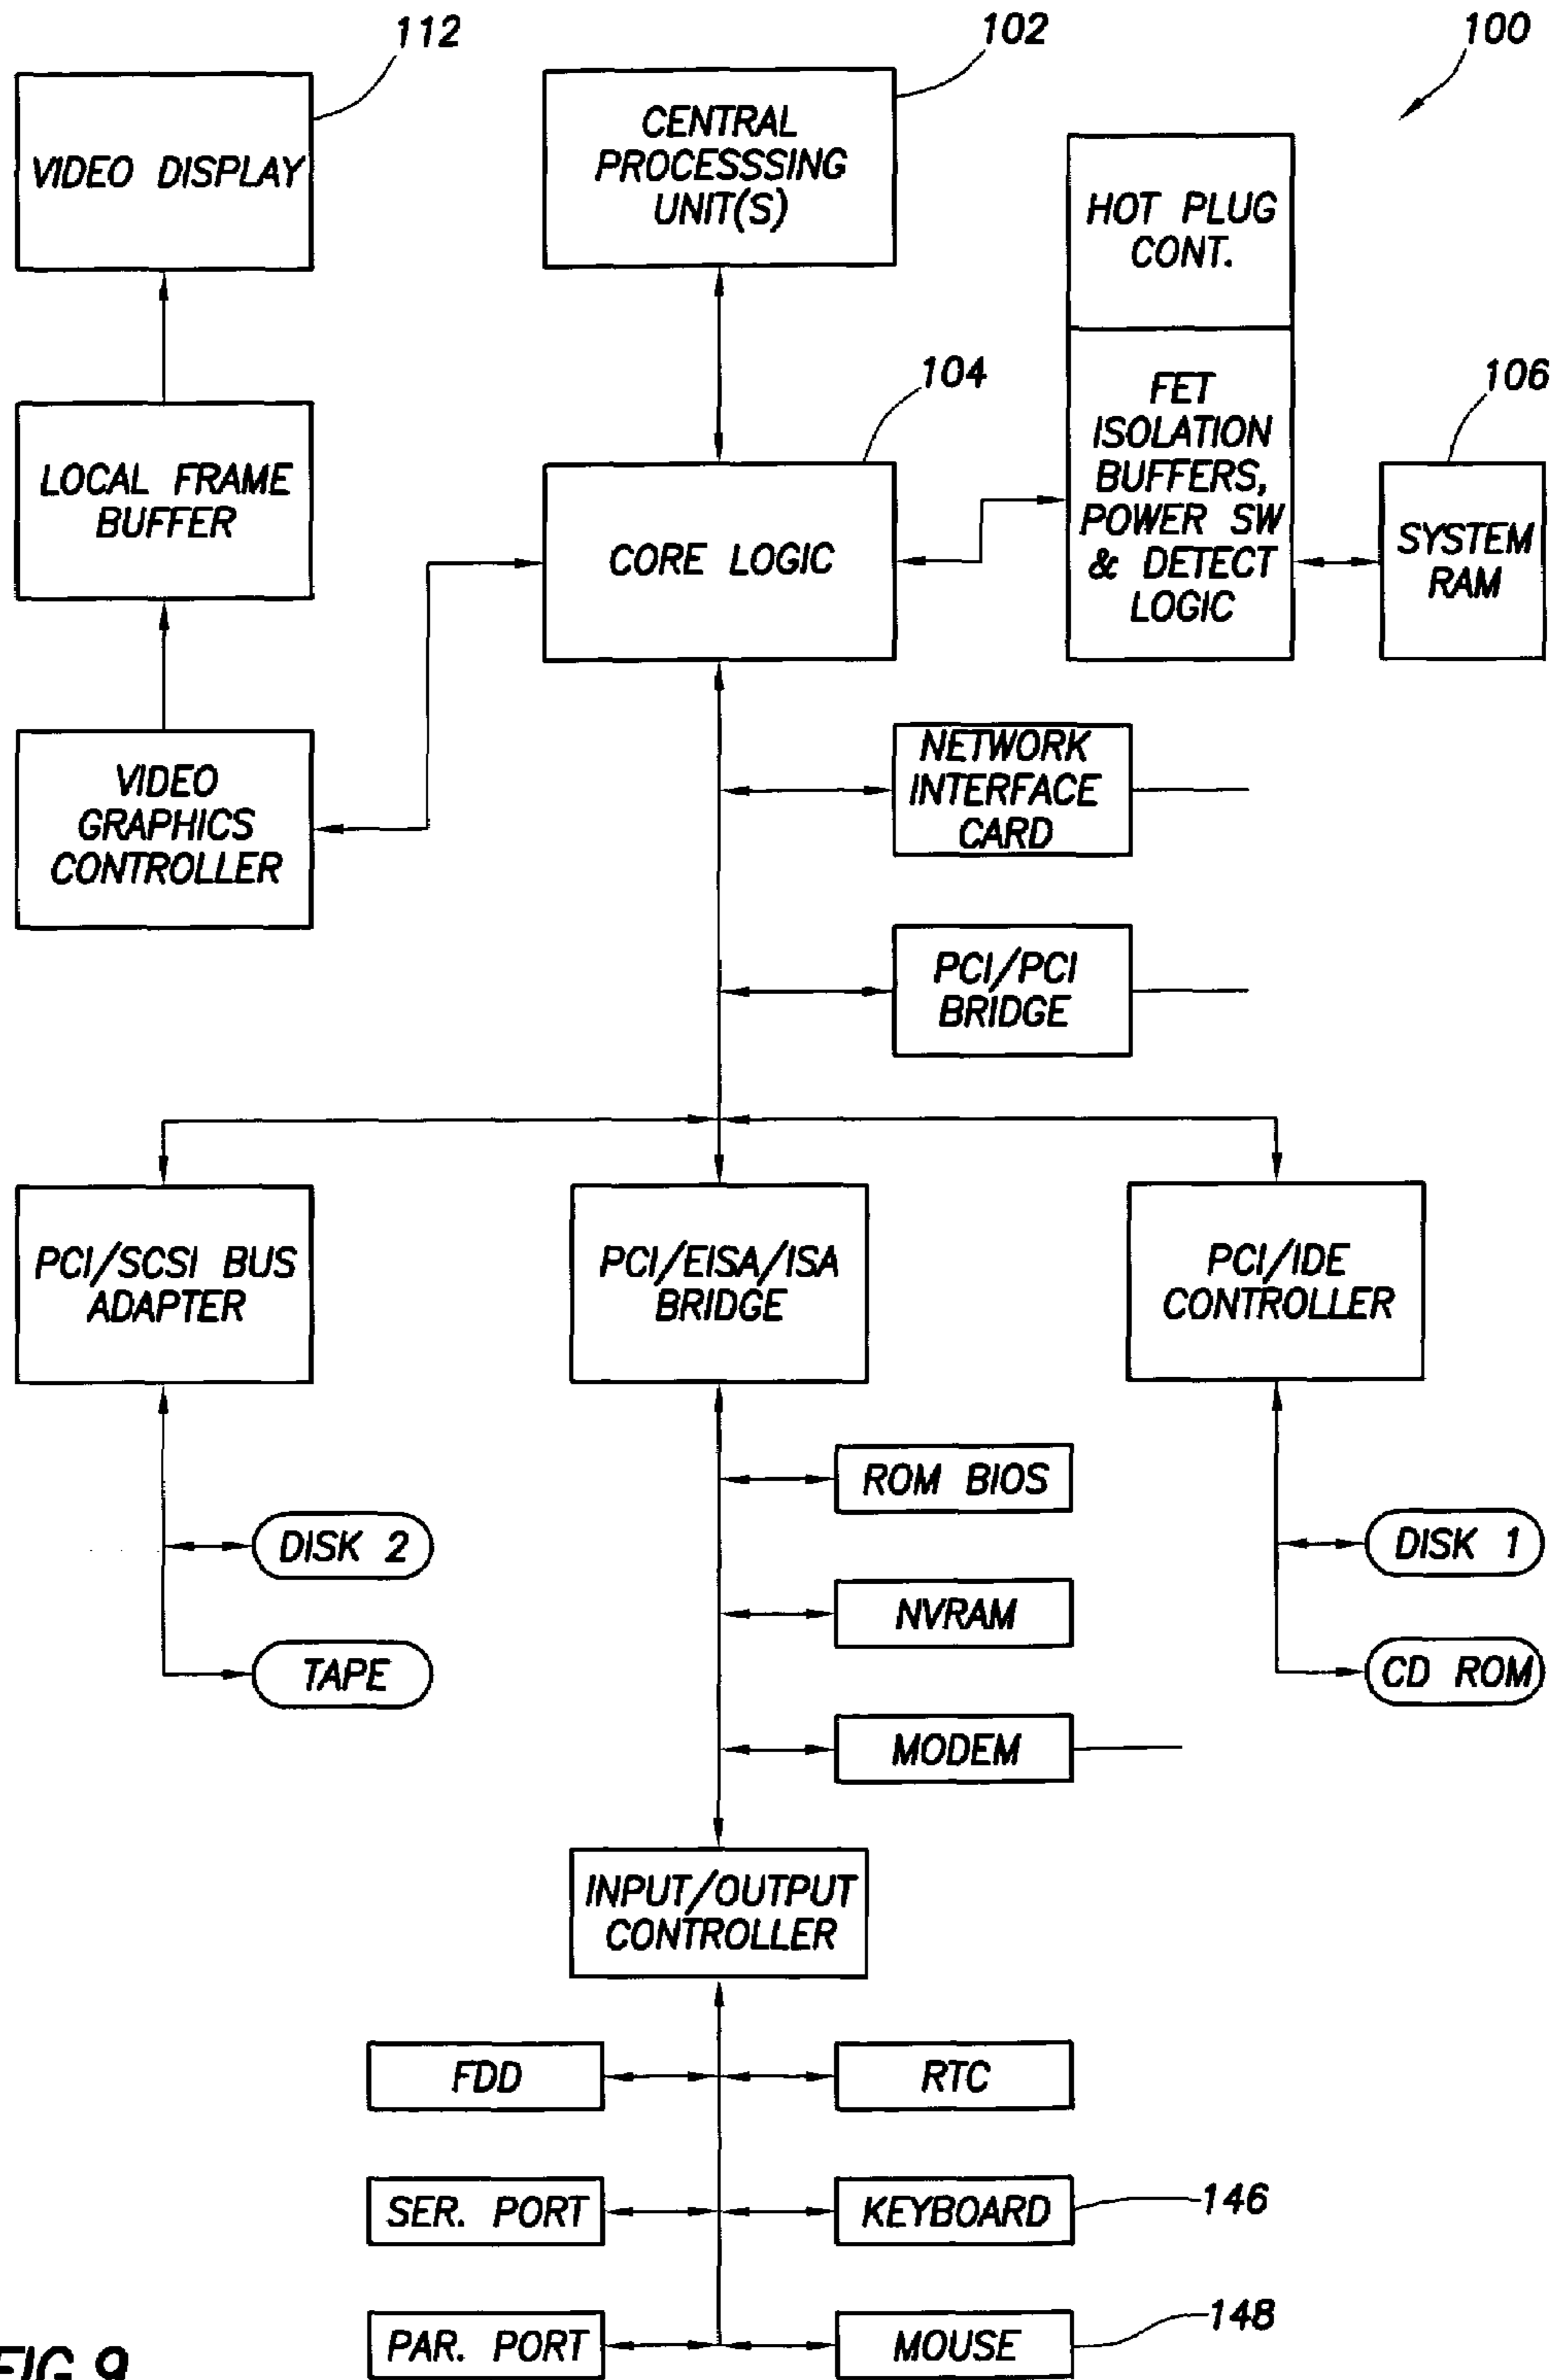 112
102
100
VIDEO DISPLAY
CENTRAL
PROCESSSING
UNIT(S)
HOT PLUG
CONT.
104
106
LOCAL FRAME
BUFFER
CORE LOGIC
FET
ISOLATION
BUFFERS,
POWER SW
& DETECT
LOGIC
SYSTEM
RAM
VIDEO
GRAPHICS
CONTROLLER
NETWORK
INTERFACE
CARD
PCI/PCI
BRIDGE
PCI/SCSI BUS
ADAPTER
PCI/EISA/ISA
BRIDGE
PCI/IDE
CONTROLLER
ROM BIOS
DISK 2
DISK 1
NVRAM
TAPE
CD ROM
MODEM
INPUT/OUTPUT
CONTROLLER
FDD
RTC
SER. PORT
KEYBOARD
146
PAR. PORT
MOUSE
148
FIG.9